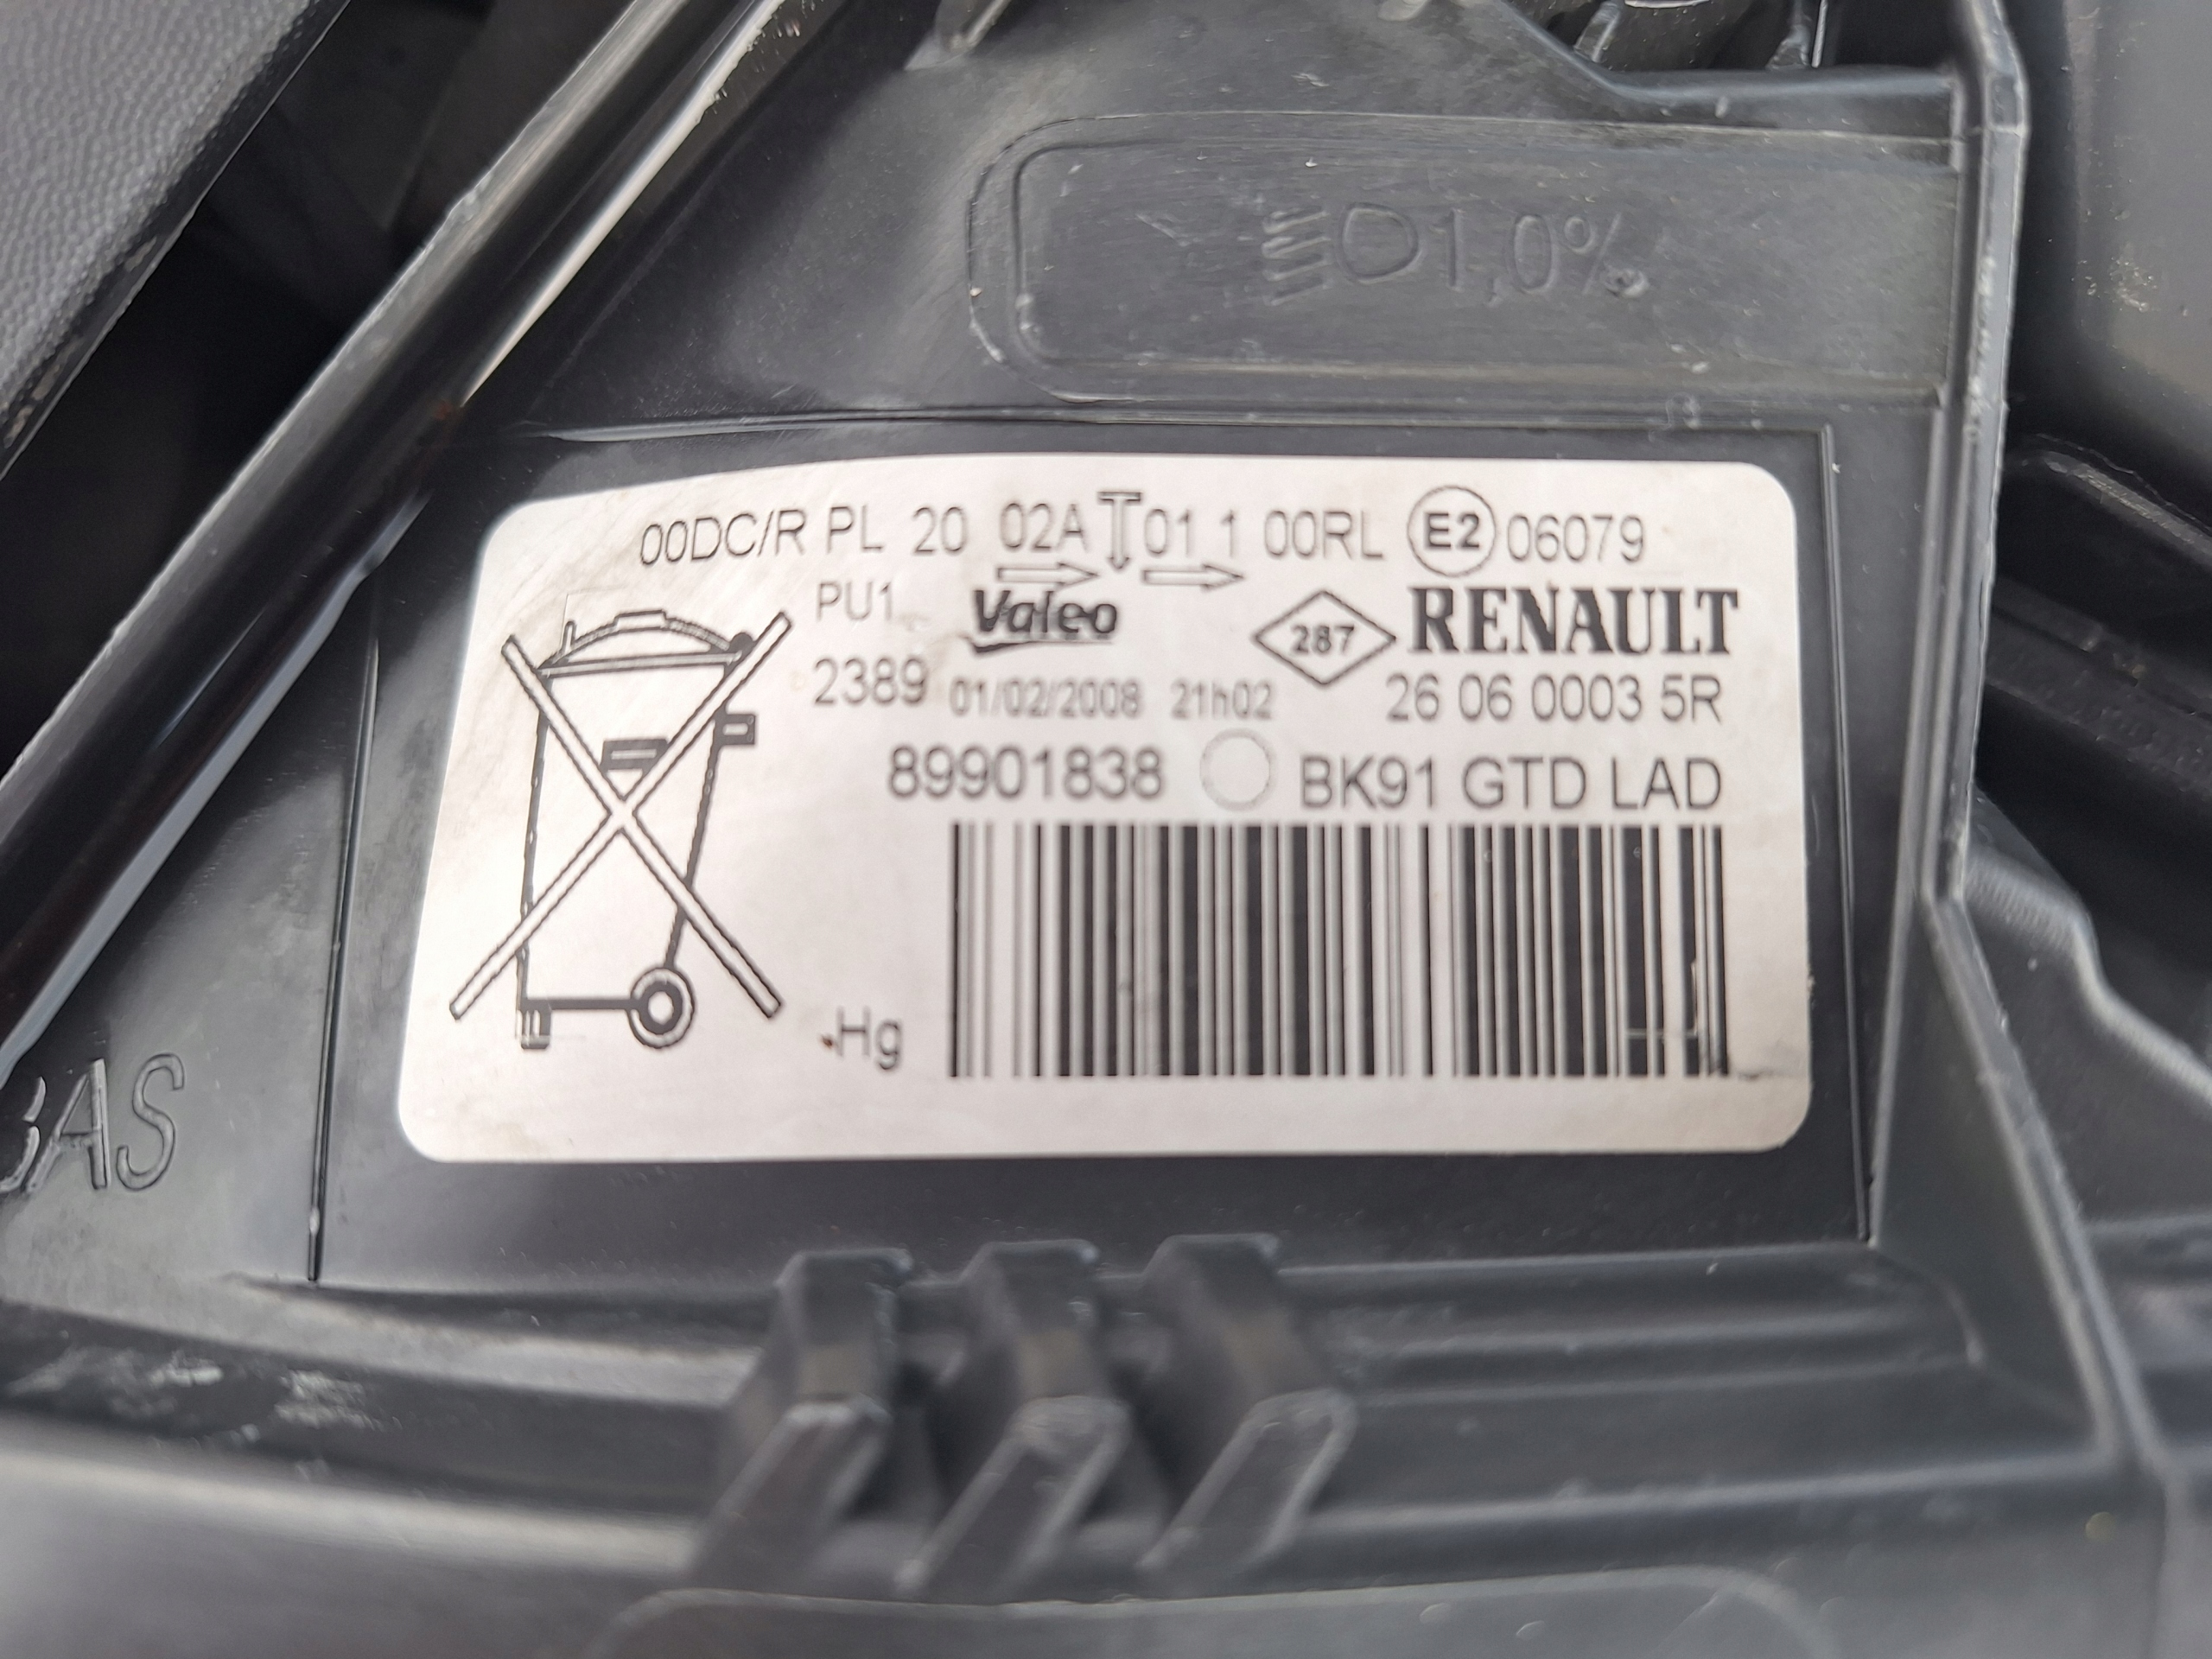 1,0%
00DC/R PL 20 02A 01 1 00RL E2 06079
PU1 Valeo 287 RENAULT
2389 01/02/2008 21h02 26 06 0003 5R
89901838 BK91 GTD LAD
Hg